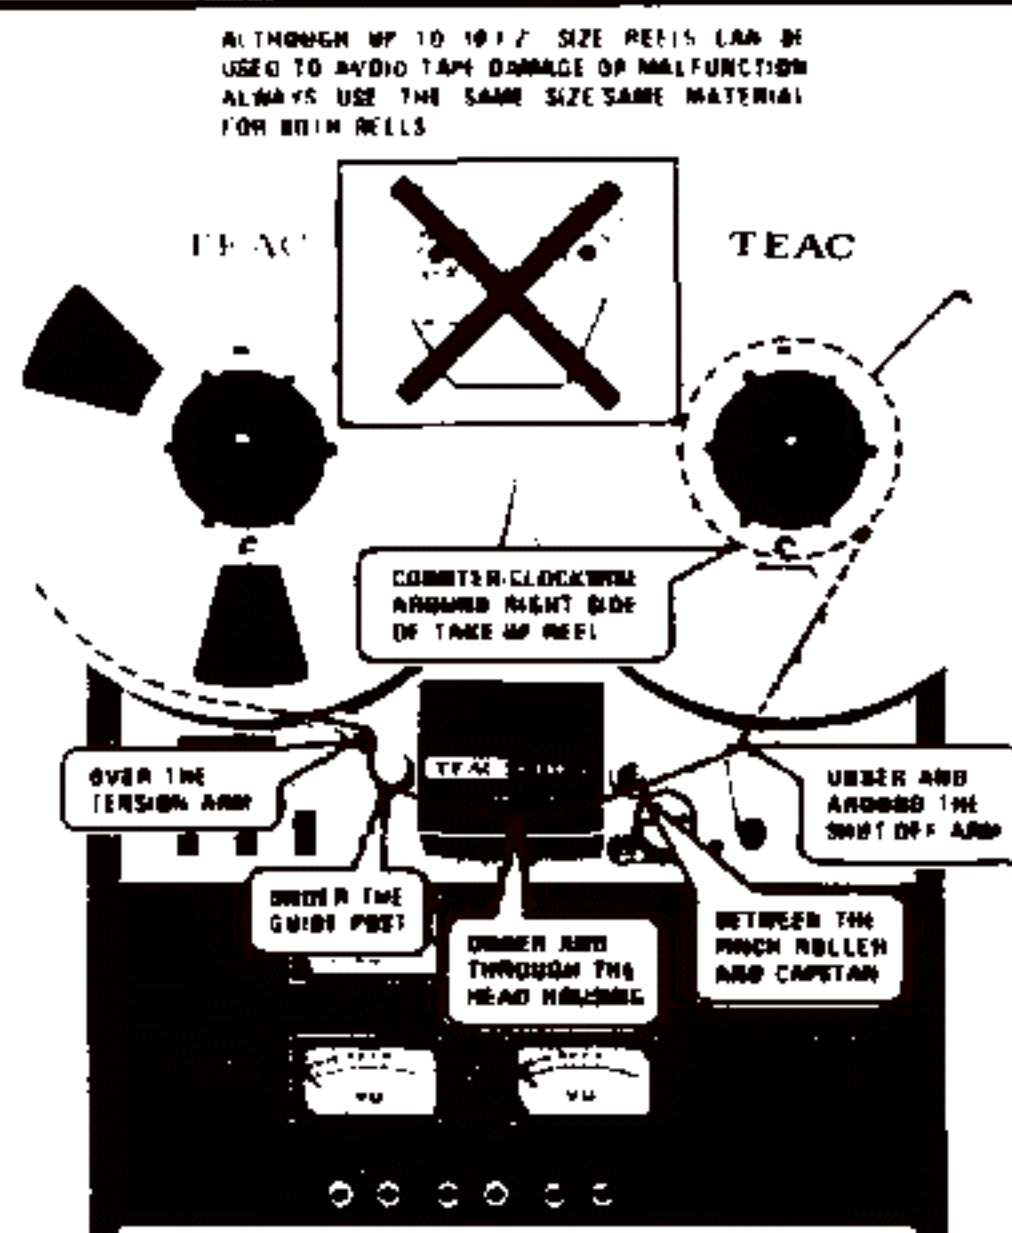 ALTHOUGH UP TO 10 1/2" SIZE REELS CAN BE
USED TO AVOID TAPE DAMAGE OR MALFUNCTION
ALWAYS USE THE SAME SIZE/SAME MATERIAL
FOR BOTH REELS
TEAC
TEAC
COUNTER-CLOCKWISE
AROUND RIGHT SIDE
OF TAKE UP REEL
TEAC
OVER THE
TENSION ARM
UNDER AND
AROUND THE
SHUT OFF ARM
UNDER THE
GUIDE POST
UNDER AND
THROUGH THE
HEAD HOUSING
BETWEEN THE
PINCH ROLLER
AND CAPSTAN
VU
VU